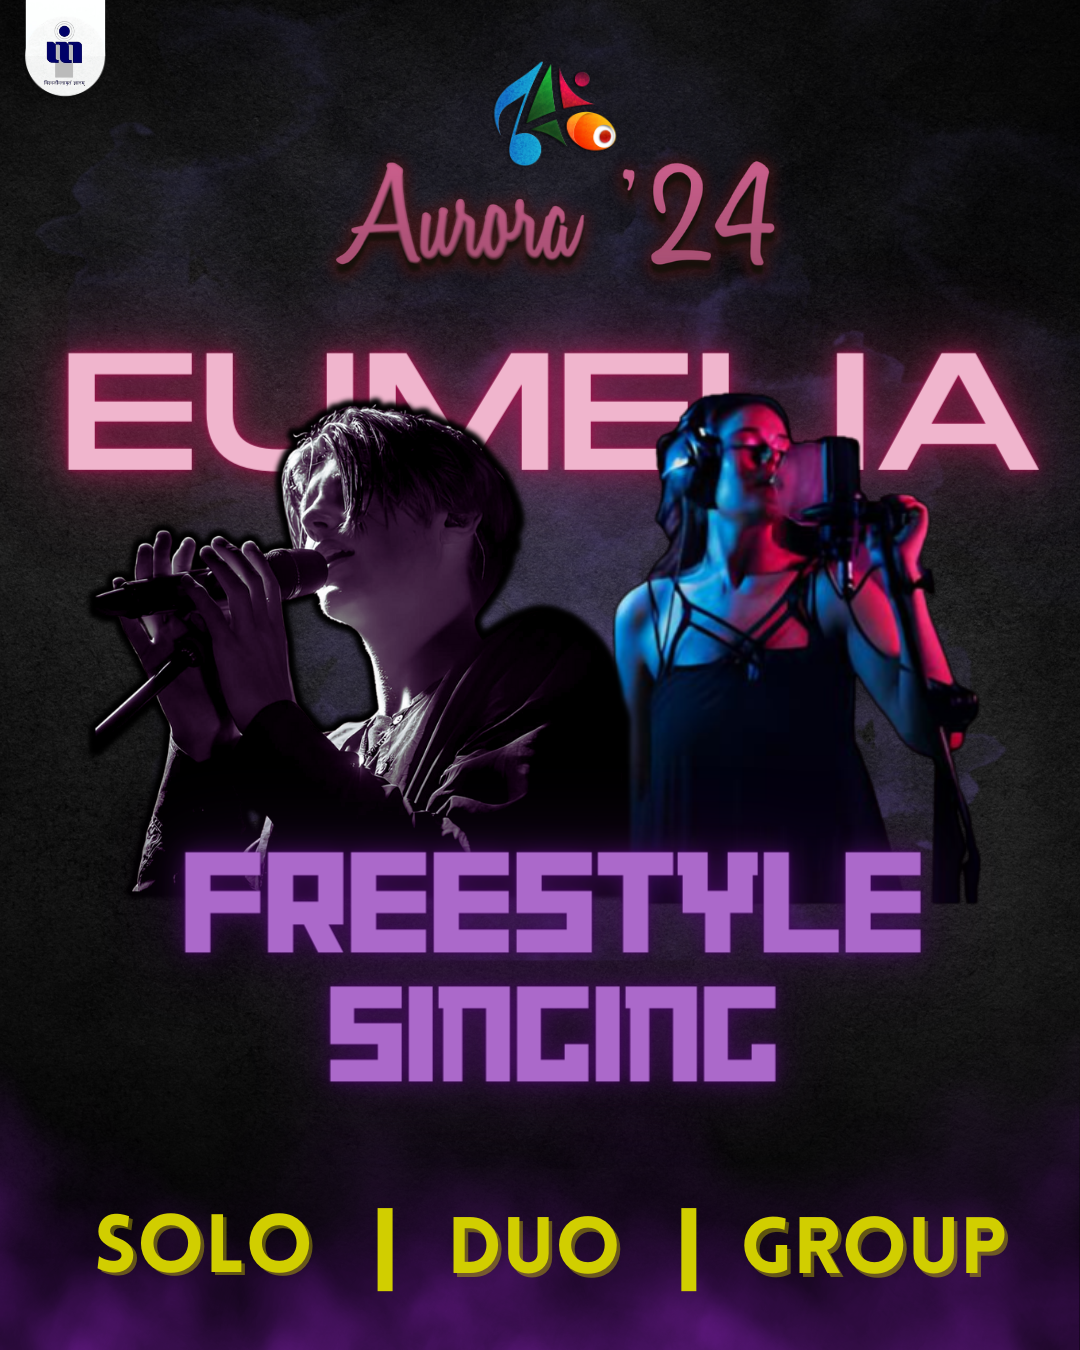 Aurora '24
EUMELIA
FREESTYLE
SINGING
SOLO | DUO | GROUP